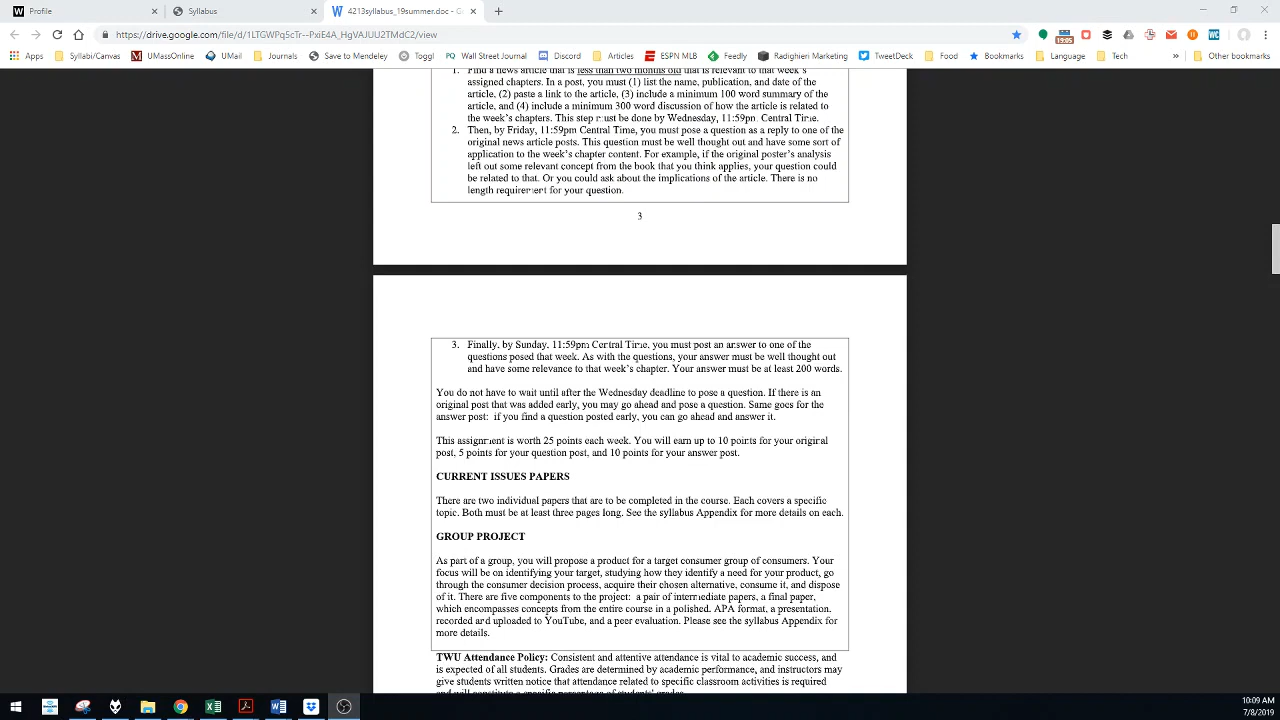 Profile
Syllabus
4213syllabus_19summer.doc - G
https://drive.google.com/file/d/1LTGWPq5cTr--PxiE4A_HgVAJUU2TMdC2/view
Apps Syllabi/Canvas UMassOnline UMail Journals Save to Mendeley Toggl Wall Street Journal Discord Articles ESPN MLB Feedly Radighieri Marketing TweetDeck Food Bookmarks Language Tech » Other bookmarks
1. Find a news article that is less than two months old that is relevant to that week's
assigned chapters. In a post, you must (1) list the name, publication, and date of the
article, (2) paste a link to the article, (3) include a minimum 100 word summary of the
article, and (4) include a minimum 300 word discussion of how the article is related to
the week's chapters. This step must be done by Wednesday, 11:59pm Central Time.
2. Then, by Friday, 11:59pm Central Time, you must pose a question as a reply to one of the
original news article posts. This question must be well thought out and have some sort of
application to the week's chapter content. For example, if the original poster's analysis
left out some relevant concept from the book that you think applies, your question could
be related to that. Or you could ask about the implications of the article. There is no
length requirement for your question.
3
3. Finally, by Sunday, 11:59pm Central Time, you must post an answer to one of the
questions posed that week. As with the questions, your answer must be well thought out
and have some relevance to that week's chapter. Your answer must be at least 200 words.
You do not have to wait until after the Wednesday deadline to pose a question. If there is an
original post that was added early, you may go ahead and pose a question. Same goes for the
answer post: if you find a question posted early, you can go ahead and answer it.
This assignment is worth 25 points each week. You will earn up to 10 points for your original
post, 5 points for your question post, and 10 points for your answer post.
CURRENT ISSUES PAPERS
There are two individual papers that are to be completed in the course. Each covers a specific
topic. Both must be at least three pages long. See the syllabus Appendix for more details on each.
GROUP PROJECT
As part of a group, you will propose a product for a target consumer group of consumers. Your
focus will be on identifying your target, studying how they identify a need for your product, go
through the consumer decision process, acquire their chosen alternative, consume it, and dispose
of it. There are five components to the project: a pair of intermediate papers, a final paper,
which encompasses concepts from the entire course in a polished, APA format, a presentation,
recorded and uploaded to YouTube, and a peer evaluation. Please see the syllabus Appendix for
more details.
TWU Attendance Policy: Consistent and attentive attendance is vital to academic success, and
is expected of all students. Grades are determined by academic performance, and instructors may
give students written notice that attendance related to specific classroom activities is required
and will constitute a specific percentage of students' grades.
10:09 AM
7/8/2019